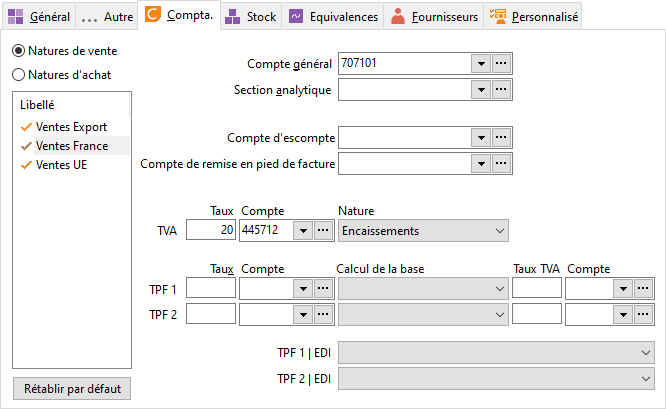 Général ... Autre Compta. Stock Equivalences Fournisseurs Personnalisé
Natures de vente
Natures d'achat
Libellé
Ventes Export
Ventes France
Ventes UE
Rétablir par défaut
Compte général 707101
Section analytique
Compte d'escompte
Compte de remise en pied de facture
Taux Compte Nature
TVA 20 445712 Encaissements
Taux Compte Calcul de la base Taux TVA Compte
TPF 1
TPF 2
TPF 1 | EDI
TPF 2 | EDI